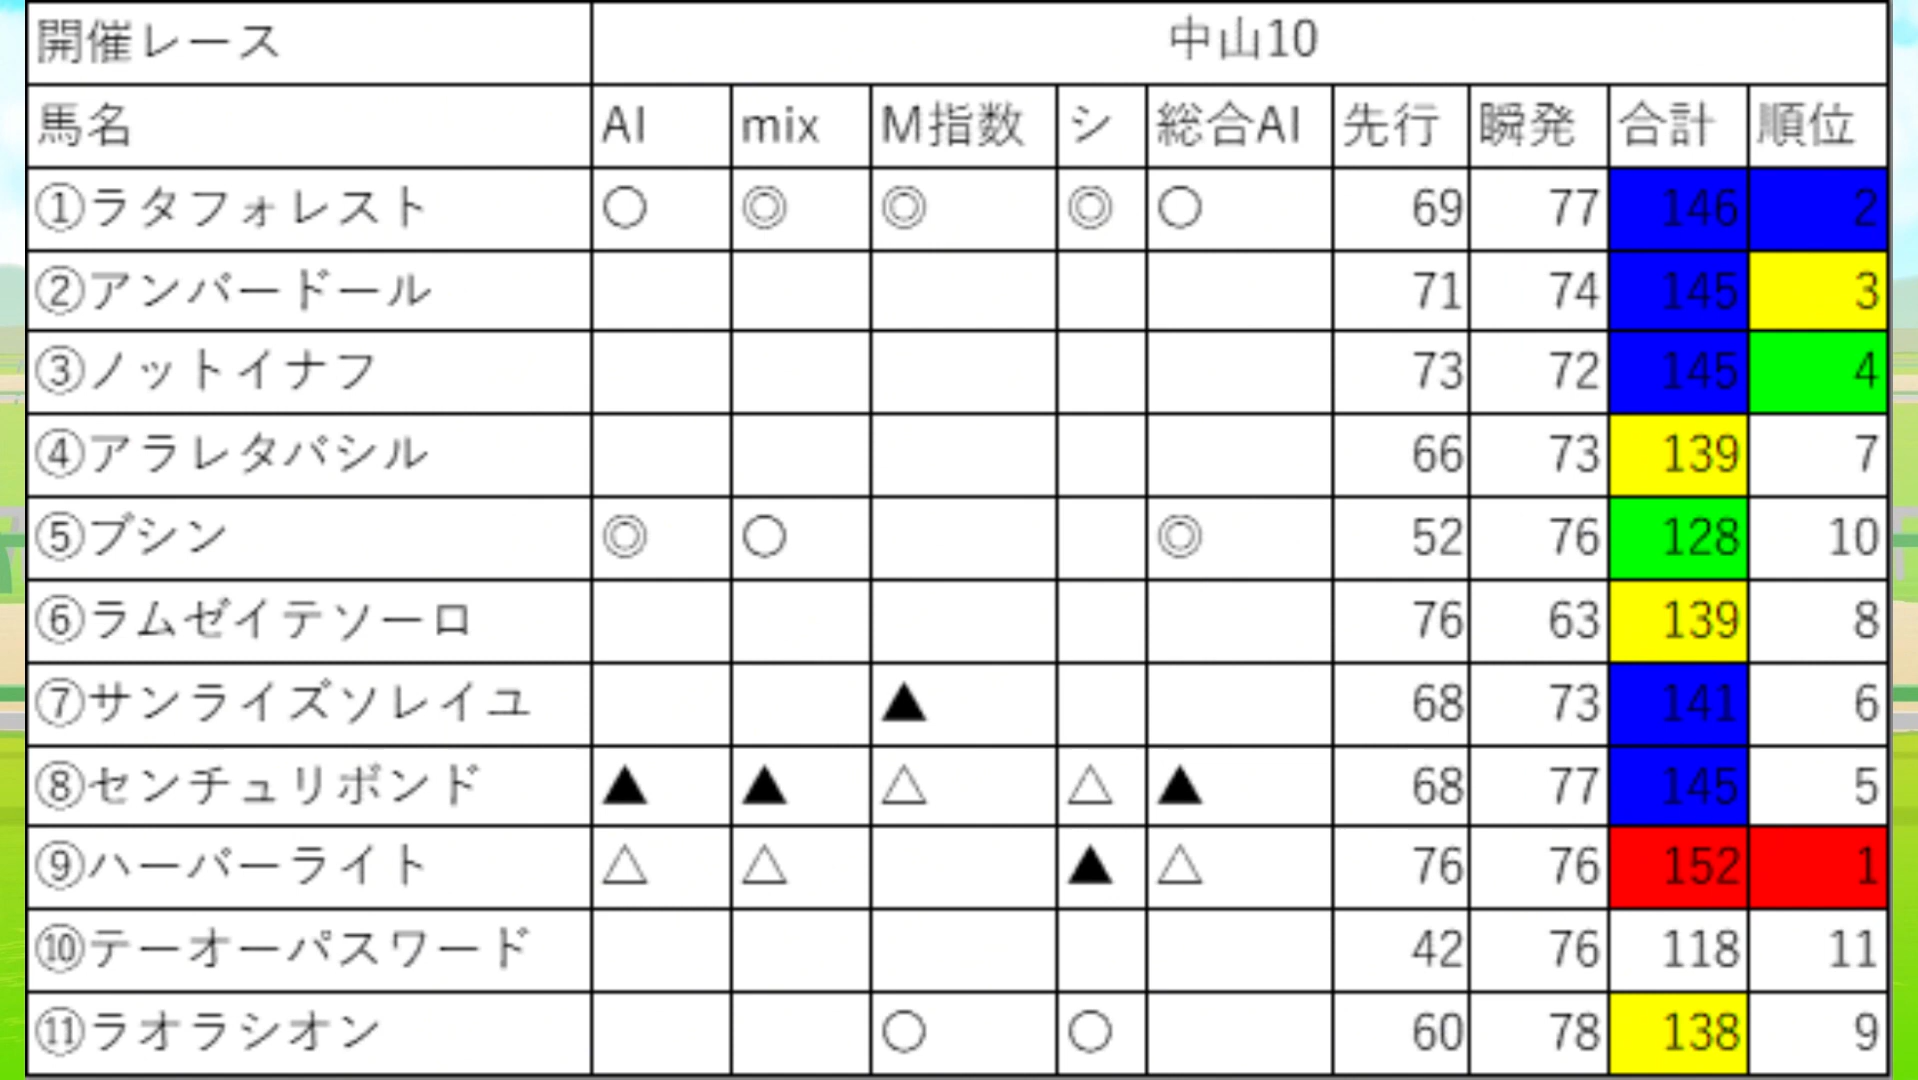 開催レース 中山10
馬名 AI mix M指数 シ 総合AI 先行 瞬発 合計 順位
①ラタフォレスト ○ ◎ ◎ ◎ ○ 69 77 146 2
②アンバードール 71 74 145 3
③ノットイナフ 73 72 145 4
④アラレタバシル 66 73 139 7
⑤ブシン ◎ ○ ◎ 52 76 128 10
⑥ラムゼイテソーロ 76 63 139 8
⑦サンライズソレイユ ▲ 68 73 141 6
⑧センチュリボンド ▲ ▲ △ △ ▲ 68 77 145 5
⑨ハーバーライト △ △ ▲ △ 76 76 152 1
⑩テーオーパスワード 42 76 118 11
⑪ラオラシオン ○ ○ 60 78 138 9